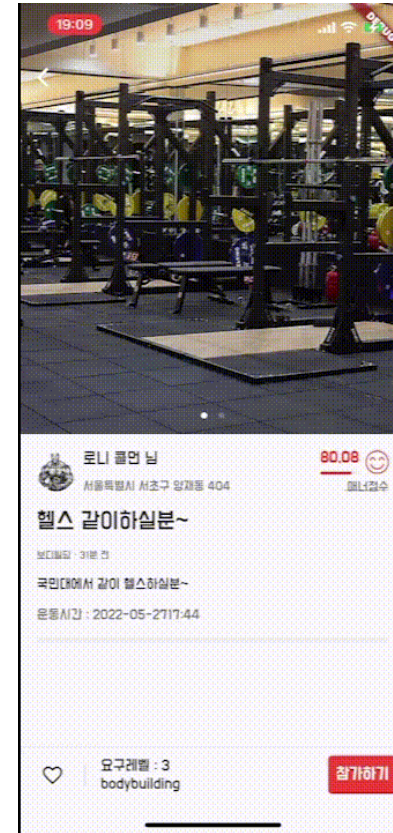 19:09
DEBUG
로니 콜먼 님
80.08
서울특별시 서초구 양재동 404
매너점수
헬스 같이하실분~
보디빌딩 · 31분 전
국민대에서 같이 헬스하실분~
운동시간 : 2022-05-2717:44
요구레벨 : 3
참가하기
bodybuilding